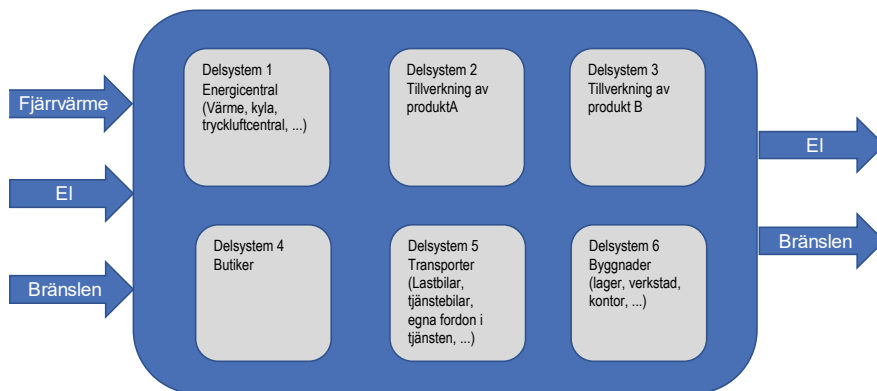 Fjärrvärme
El
Bränslen
Delsystem 1
Energicentral
(Värme, kyla,
tryckluftcentral, ...)
Delsystem 2
Tillverkning av
produktA
Delsystem 3
Tillverkning av
produkt B
Delsystem 4
Butiker
Delsystem 5
Transporter
(Lastbilar,
tjänstebilar,
egna fordon i
tjänsten, ...)
Delsystem 6
Byggnader
(lager, verkstad,
kontor, ...)
El
Bränslen